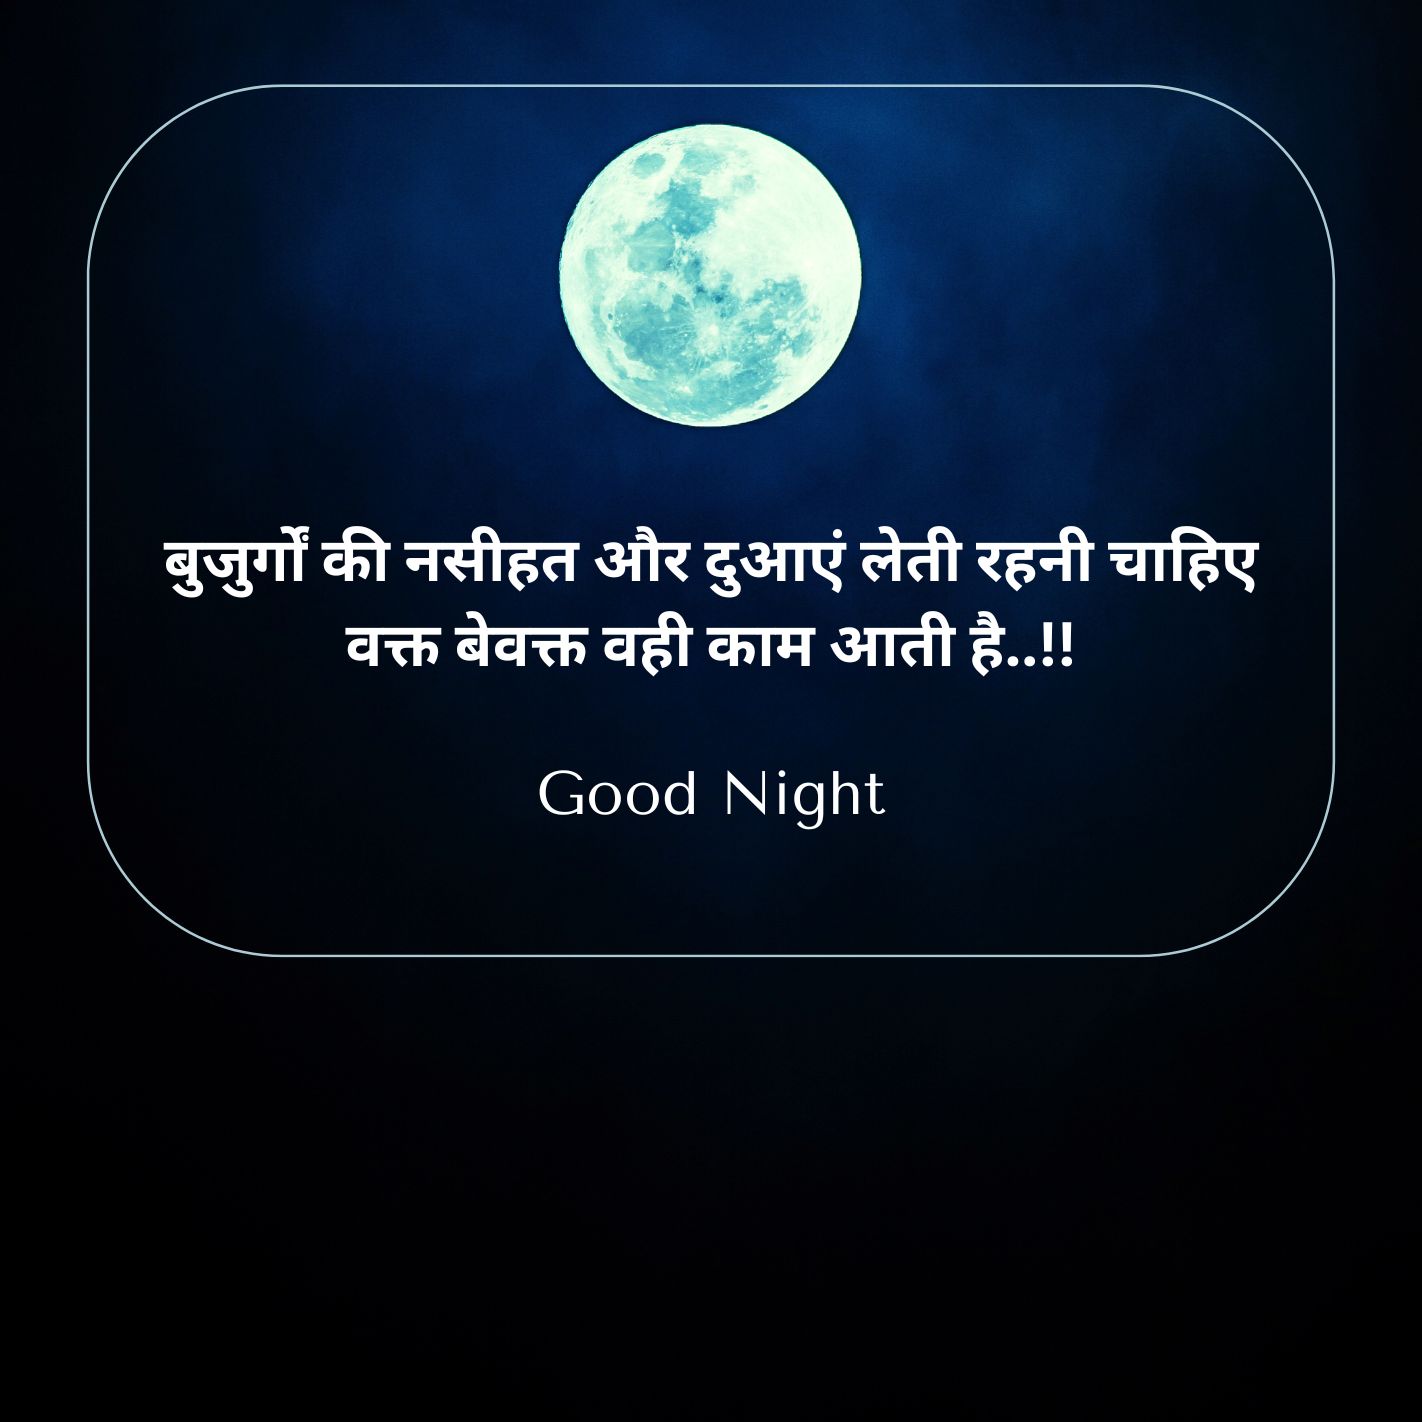 बुजुर्गों की नसीहत और दुआएं लेती रहनी चाहिए
वक्त बेवक्त वही काम आती है..!!
Good Night